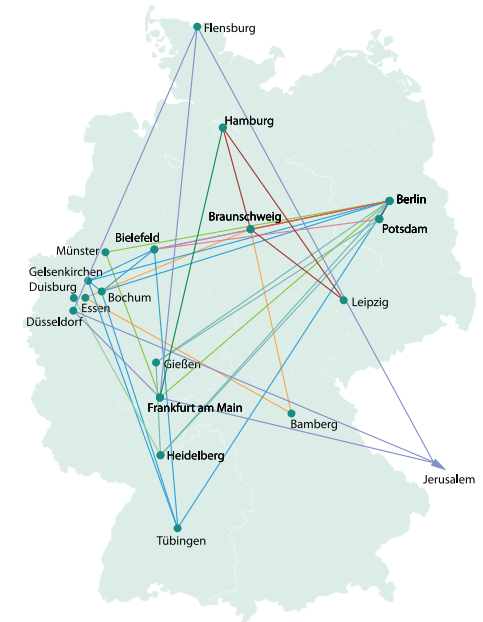 Flensburg
Hamburg
Berlin
Braunschweig
Potsdam
Bielefeld
Münster
Gelsenkirchen
Duisburg
Bochum
Essen
Leipzig
Düsseldorf
Gießen
Frankfurt am Main
Bamberg
Heidelberg
Jerusalem
Tübingen